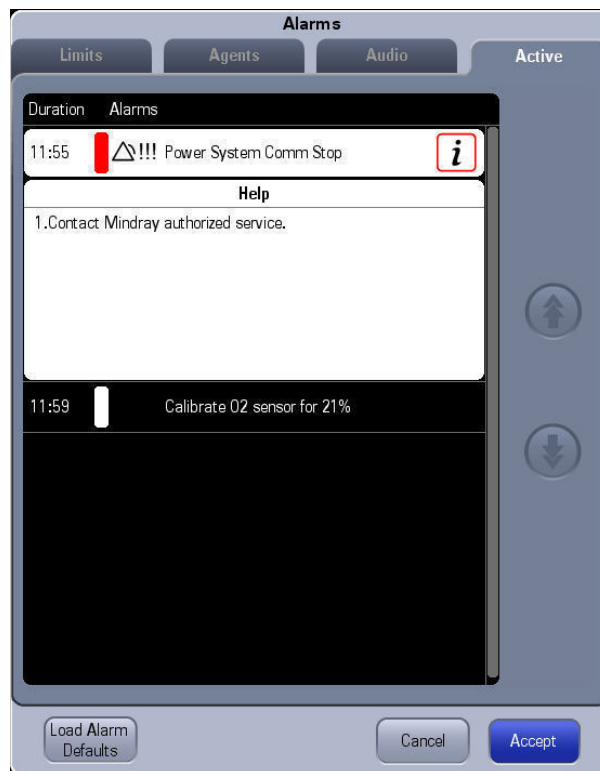 Alarms
Limits Agents Audio Active
Duration Alarms
11:55 !!! Power System Comm Stop i
Help
1.Contact Mindray authorized service.
11:59 Calibrate O2 sensor for 21%
Load Alarm
Defaults
Cancel Accept